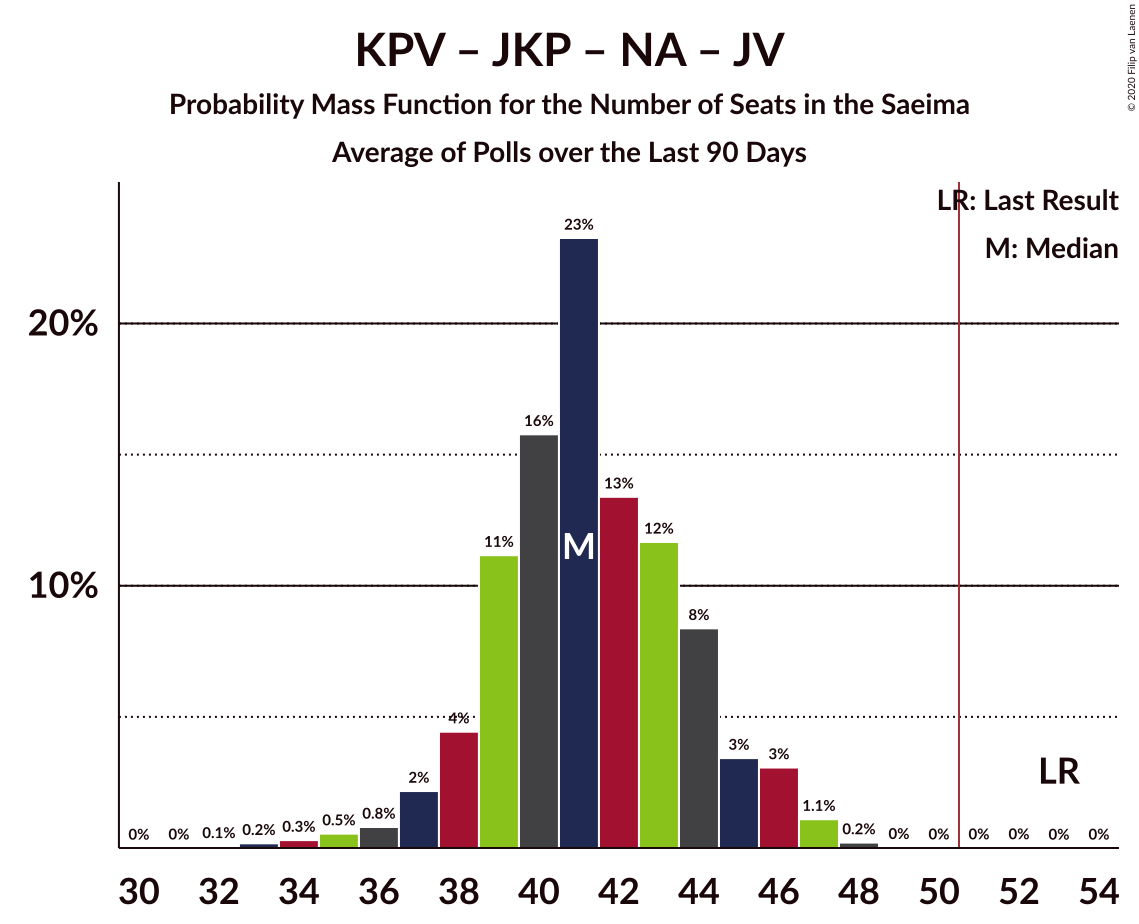 KPV – JKP – NA – JV
Probability Mass Function for the Number of Seats in the Saeima
Average of Polls over the Last 90 Days
© 2020 Filip van Laenen
LR: Last Result
M: Median
20%
10%
0% 0% 0.1% 0.2% 0.3% 0.5% 0.8% 2% 4% 11% 16% 23% 13% 12% 8% 3% 3% 1.1% 0.2% 0% 0% 0% 0% 0% 0%
M
LR
30 32 34 36 38 40 42 44 46 48 50 52 54